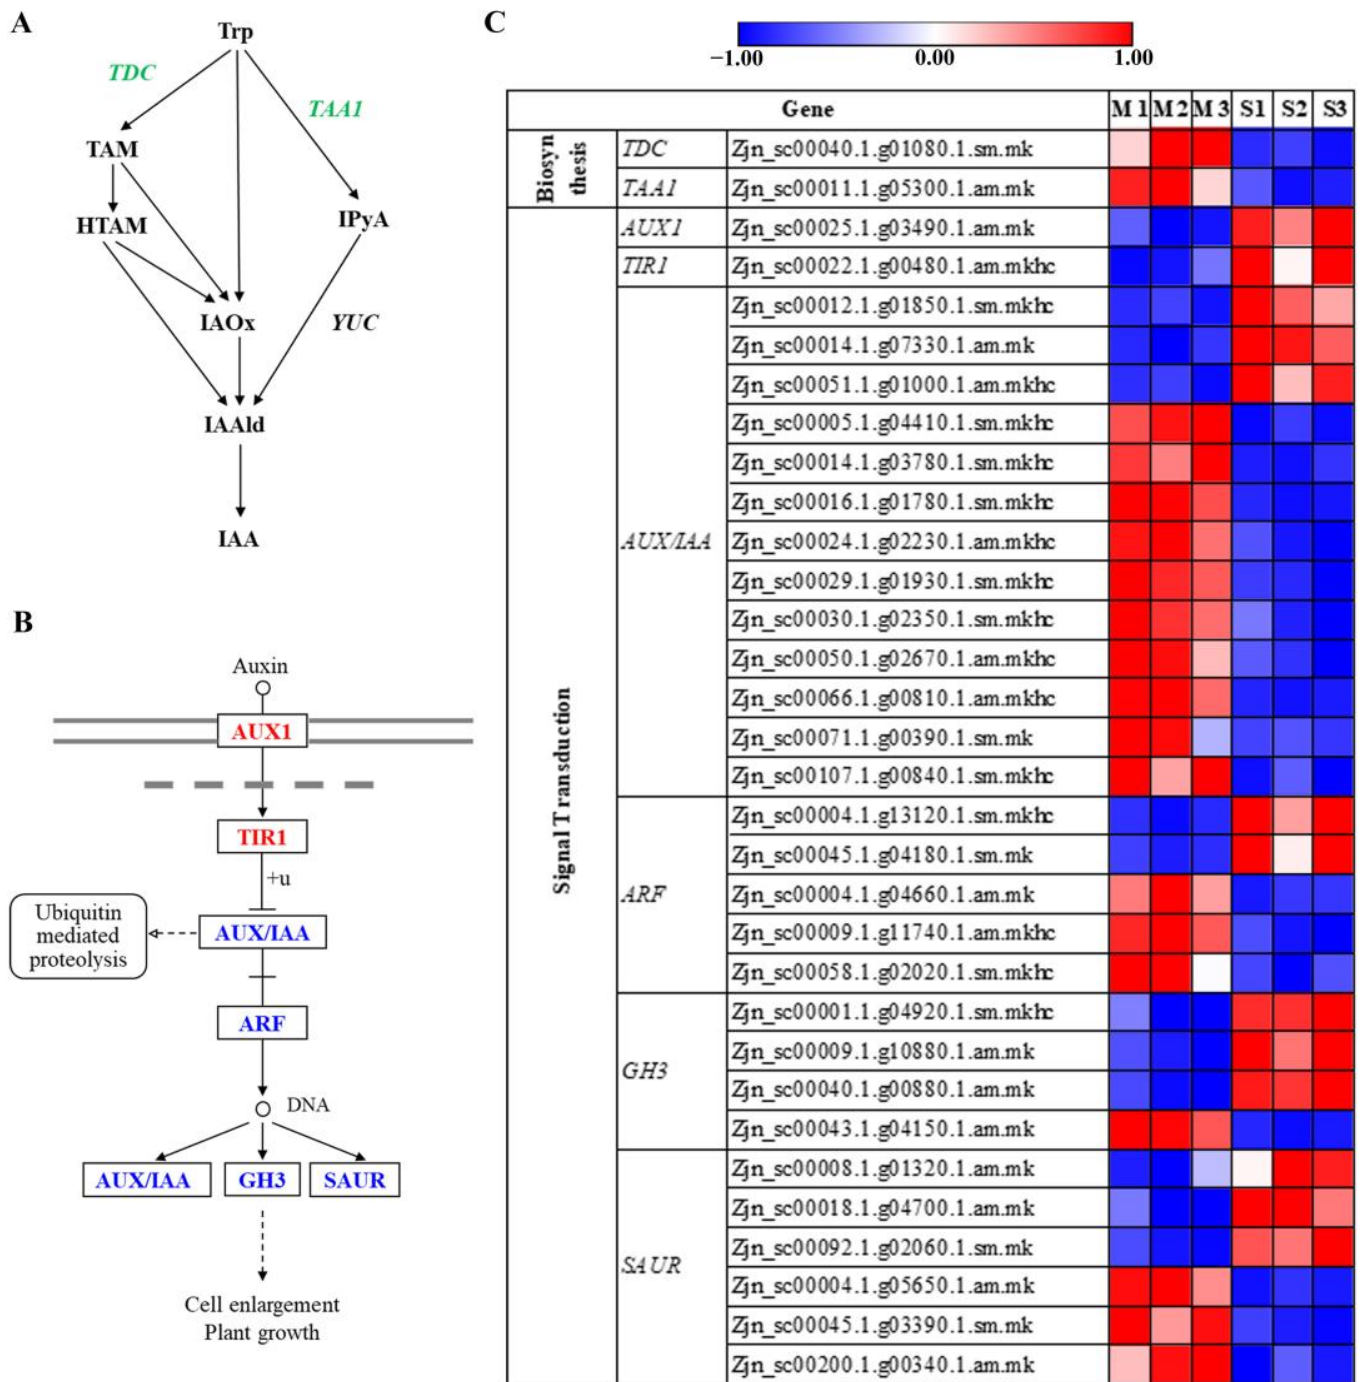 A
Trp
TDC
TAA1
TAM
HTAM
IPyA
IAOx
YUC
IAAld
IAA
B
Auxin
AUX1
TIR1
+u
Ubiquitin
mediated
proteolysis
AUX/IAA
ARF
DNA
AUX/IAA GH3 SAUR
Cell enlargement
Plant growth
C
−1.00 0.00 1.00
Gene M 1 M 2 M 3 S1 S2 S3
Biosyn
thesis
TDC Zjn_sc00040.1.g01080.1.sm.mk
TAA1 Zjn_sc00011.1.g05300.1.am.mk
Signal Transduction
AUX1 Zjn_sc00025.1.g03490.1.am.mk
TIR1 Zjn_sc00022.1.g00480.1.am.mkhc
AUX/IAA
Zjn_sc00012.1.g01850.1.sm.mkhc
Zjn_sc00014.1.g07330.1.am.mk
Zjn_sc00051.1.g01000.1.am.mkhc
Zjn_sc00005.1.g04410.1.sm.mkhc
Zjn_sc00014.1.g03780.1.sm.mkhc
Zjn_sc00016.1.g01780.1.sm.mkhc
Zjn_sc00024.1.g02230.1.am.mkhc
Zjn_sc00029.1.g01930.1.sm.mkhc
Zjn_sc00030.1.g02350.1.sm.mkhc
Zjn_sc00050.1.g02670.1.am.mkhc
Zjn_sc00066.1.g00810.1.am.mkhc
Zjn_sc00071.1.g00390.1.sm.mk
Zjn_sc00107.1.g00840.1.sm.mkhc
ARF
Zjn_sc00004.1.g13120.1.sm.mkhc
Zjn_sc00045.1.g04180.1.sm.mk
Zjn_sc00004.1.g04660.1.am.mk
Zjn_sc00009.1.g11740.1.am.mkhc
Zjn_sc00058.1.g02020.1.sm.mkhc
GH3
Zjn_sc00001.1.g04920.1.sm.mkhc
Zjn_sc00009.1.g10880.1.am.mk
Zjn_sc00040.1.g00880.1.am.mk
Zjn_sc00043.1.g04150.1.am.mk
SAUR
Zjn_sc00008.1.g01320.1.am.mk
Zjn_sc00018.1.g04700.1.am.mk
Zjn_sc00092.1.g02060.1.sm.mk
Zjn_sc00004.1.g05650.1.am.mk
Zjn_sc00045.1.g03390.1.sm.mk
Zjn_sc00200.1.g00340.1.am.mk